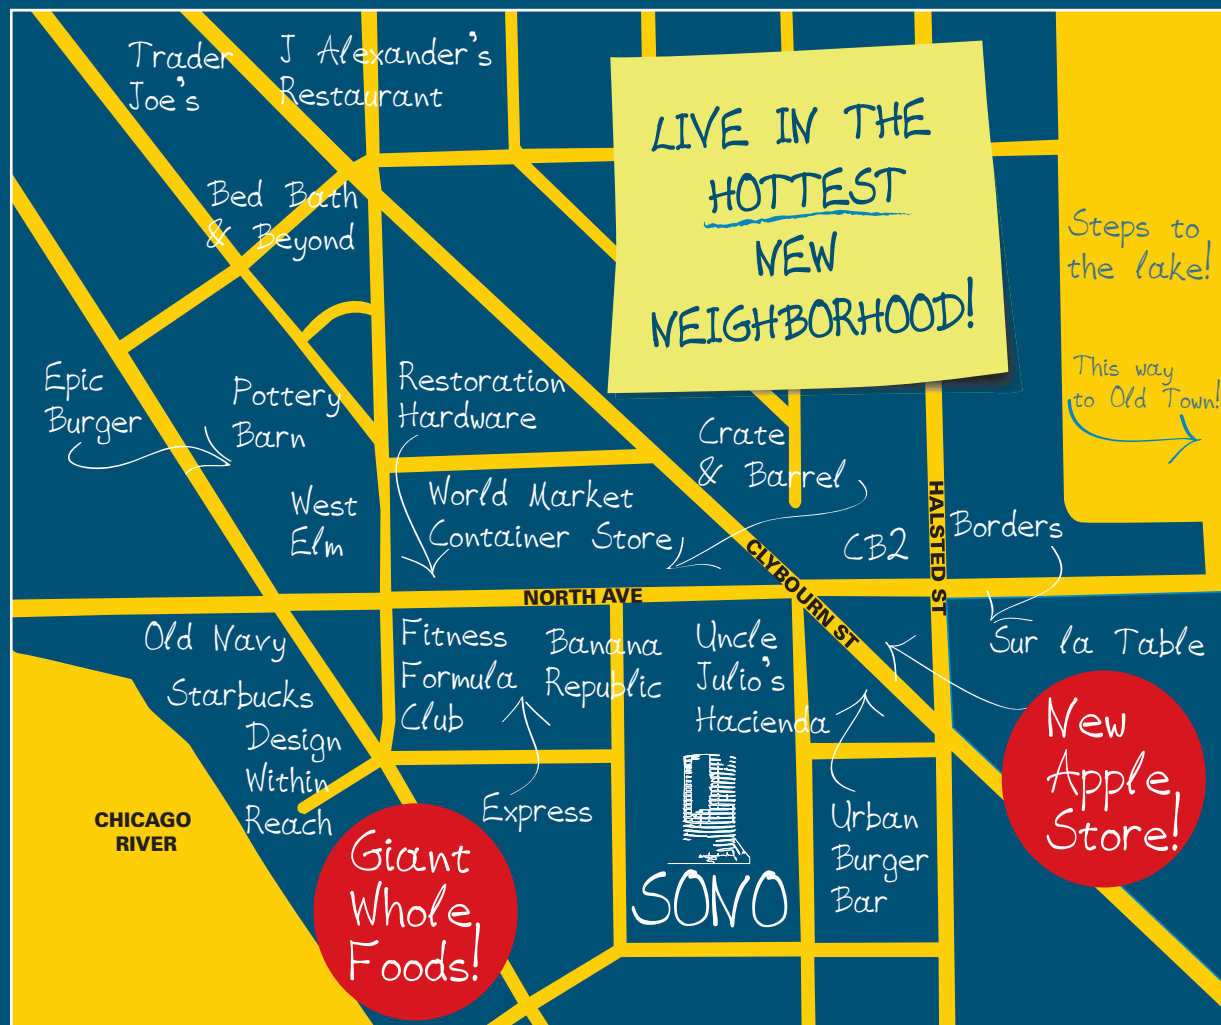 Trader
Joe's
J Alexander's
Restaurant
LIVE IN THE
HOTTEST
NEW
NEIGHBORHOOD!
Bed Bath
& Beyond
Steps to
the lake!
This way
to Old Town!
Epic
Burger
Pottery
Barn
Restoration
Hardware
Crate
& Barrel
West
Elm
World Market
Container Store
CB2
HALSTED ST
Borders
CLYBOURN ST
NORTH AVE
Old Navy
Starbucks
Design
Within
Reach
Fitness
Formula
Club
Banana
Republic
Uncle
Julio's
Hacienda
Sur la Table
New
Apple
Store!
CHICAGO
RIVER
Express
Urban
Burger
Bar
Giant
Whole
Foods!
SONO